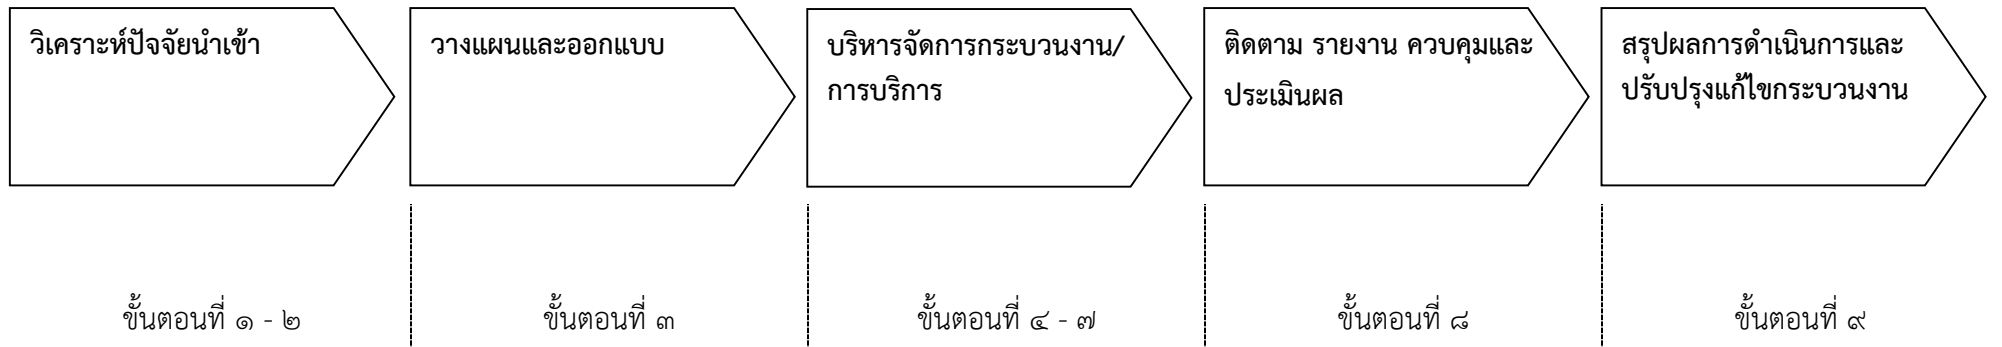 วิเคราะห์ปัจจัยนำเข้า
วางแผนและออกแบบ
บริหารจัดการกระบวนงาน/
การบริการ
ติดตาม รายงาน ควบคุมและ
ประเมินผล
สรุปผลการดำเนินการและ
ปรับปรุงแก้ไขกระบวนงาน
ขั้นตอนที่ ๑ - ๒
ขั้นตอนที่ ๓
ขั้นตอนที่ ๔ - ๗
ขั้นตอนที่ ๘
ขั้นตอนที่ ๙